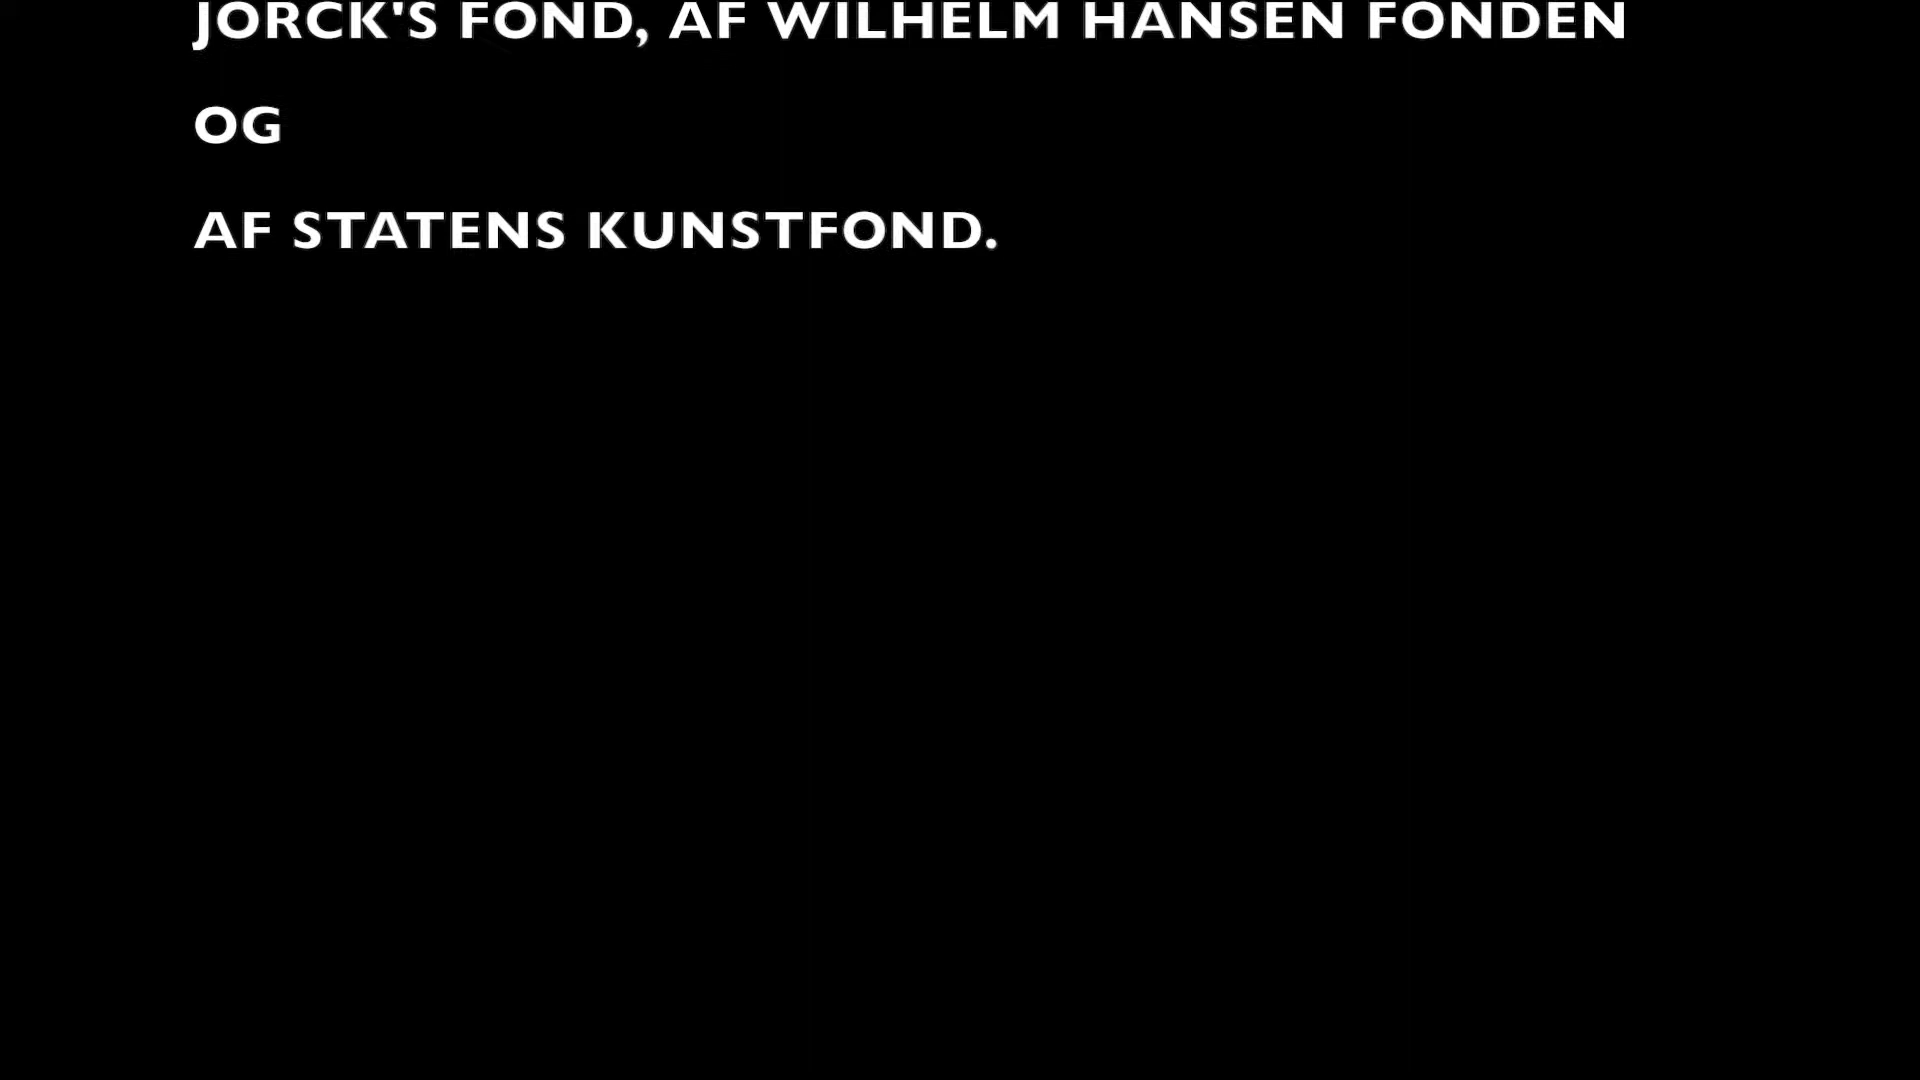 JORCK'S FOND, AF WILHELM HANSEN FONDEN
OG
AF STATENS KUNSTFOND.